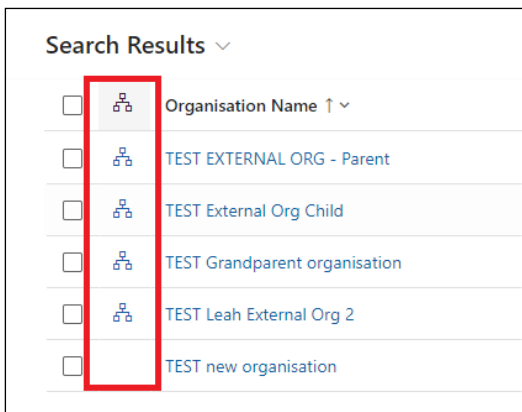 Search Results
Organisation Name
TEST EXTERNAL ORG - Parent
TEST External Org Child
TEST Grandparent organisation
TEST Leah External Org 2
TEST new organisation